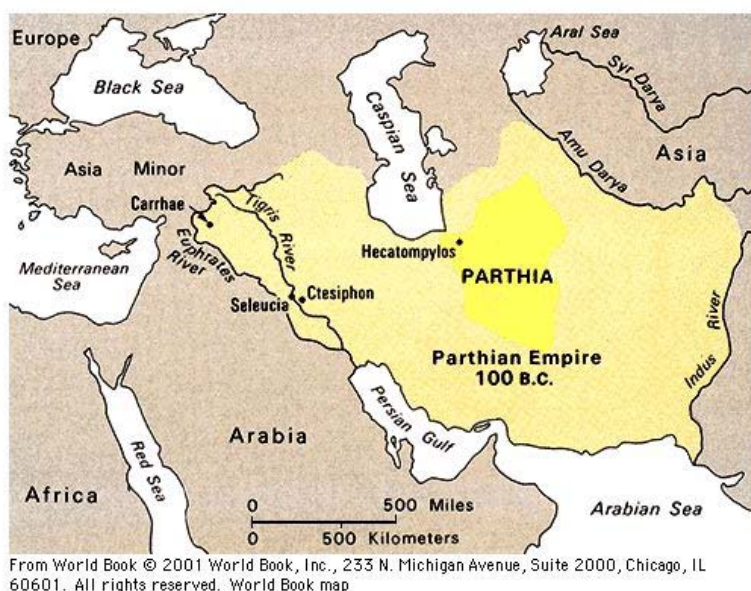 Europe
Aral Sea
Syr Darya
Black Sea
Caspian Sea
Amu Darya
Asia
Asia Minor
Carrhae
Tigris River
Hecatompylos
Euphrates River
PARTHIA
Mediterranean Sea
Ctesiphon
Seleucia
Indus River
Parthian Empire
100 B.C.
Persian Gulf
Arabia
Red Sea
Africa
0 500 Miles
0 500 Kilometers
Arabian Sea
From World Book © 2001 World Book, Inc., 233 N. Michigan Avenue, Suite 2000, Chicago, IL
60601. All rights reserved. World Book map